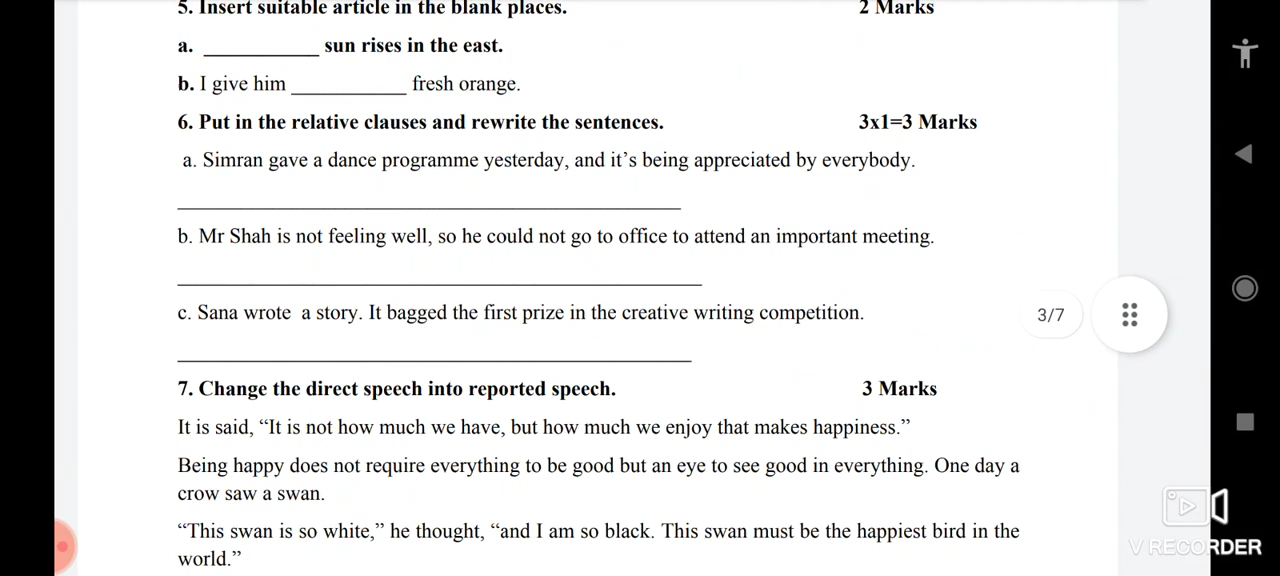 5. Insert suitable article in the blank places. 2 Marks
a. ____________ sun rises in the east.
b. I give him ____________ fresh orange.
6. Put in the relative clauses and rewrite the sentences. 3x1=3 Marks
a. Simran gave a dance programme yesterday, and it’s being appreciated by everybody.
b. Mr Shah is not feeling well, so he could not go to office to attend an important meeting.
c. Sana wrote a story. It bagged the first prize in the creative writing competition.
3/7
7. Change the direct speech into reported speech. 3 Marks
It is said, “It is not how much we have, but how much we enjoy that makes happiness.”
Being happy does not require everything to be good but an eye to see good in everything. One day a
crow saw a swan.
“This swan is so white,” he thought, “and I am so black. This swan must be the happiest bird in the
world.”
V RECORDER